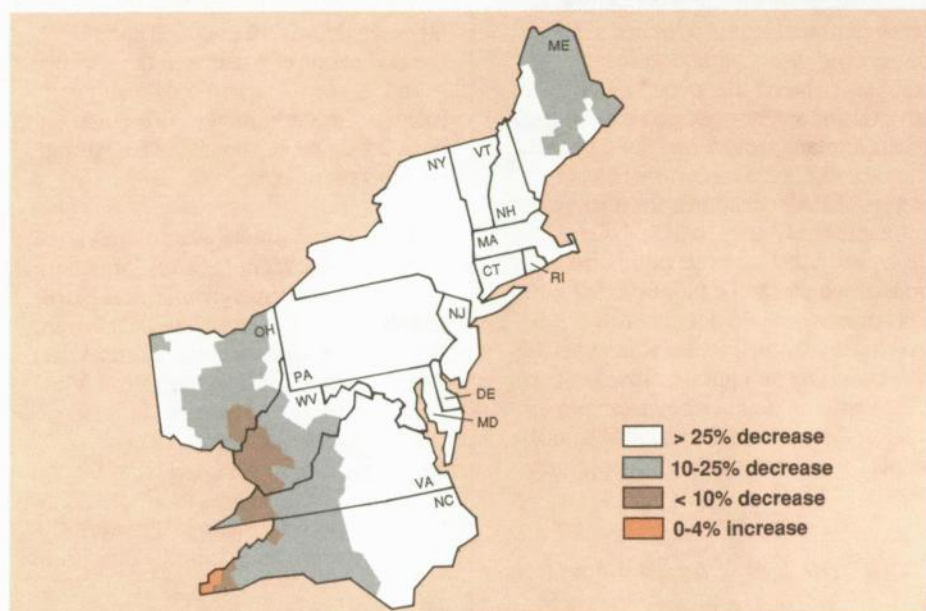 ME
NY
VT
NH
MA
CT
RI
NJ
OH
PA
WV
DE
MD
VA
NC
> 25% decrease
10-25% decrease
< 10% decrease
0-4% increase